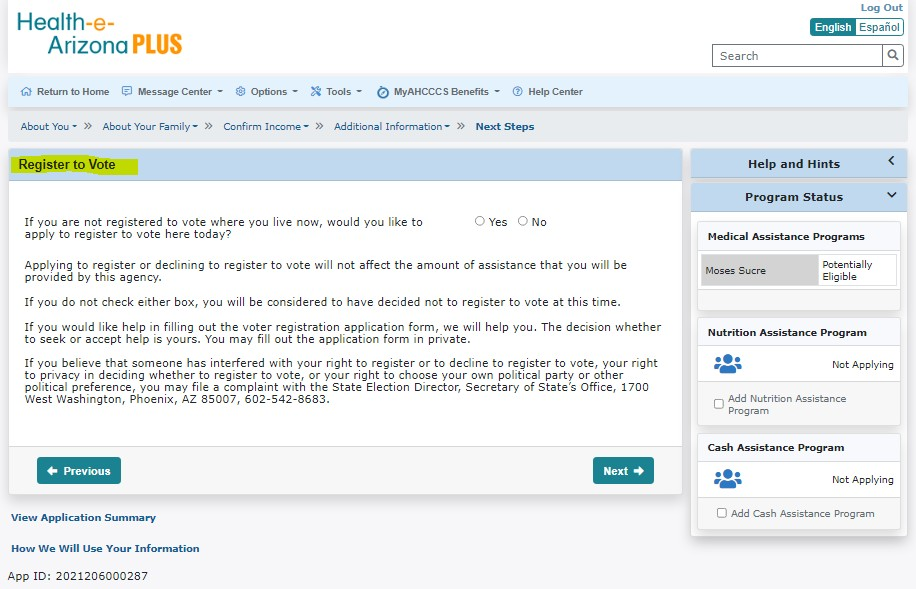 Log Out
Health-e-
Arizona PLUS
English Español
Search
Return to Home Message Center Options Tools MyAHCCCS Benefits Help Center
About You About Your Family Confirm Income Additional Information Next Steps
Register to Vote
If you are not registered to vote where you live now, would you like to
apply to register to vote here today?
Yes No
Applying to register or declining to register to vote will not affect the amount of assistance that you will be
provided by this agency.
If you do not check either box, you will be considered to have decided not to register to vote at this time.
If you would like help in filling out the voter registration application form, we will help you. The decision whether
to seek or accept help is yours. You may fill out the application form in private.
If you believe that someone has interfered with your right to register or to decline to register to vote, your right
to privacy in deciding whether to register to vote, or your right to choose your own political party or other
political preference, you may file a complaint with the State Election Director, Secretary of State's Office, 1700
West Washington, Phoenix, AZ 85007, 602-542-8683.
Previous
Next
View Application Summary
How We Will Use Your Information
App ID: 2021206000287
Help and Hints
Program Status
Medical Assistance Programs
Moses Sucre
Potentially
Eligible
Nutrition Assistance Program
Not Applying
Add Nutrition Assistance
Program
Cash Assistance Program
Not Applying
Add Cash Assistance Program